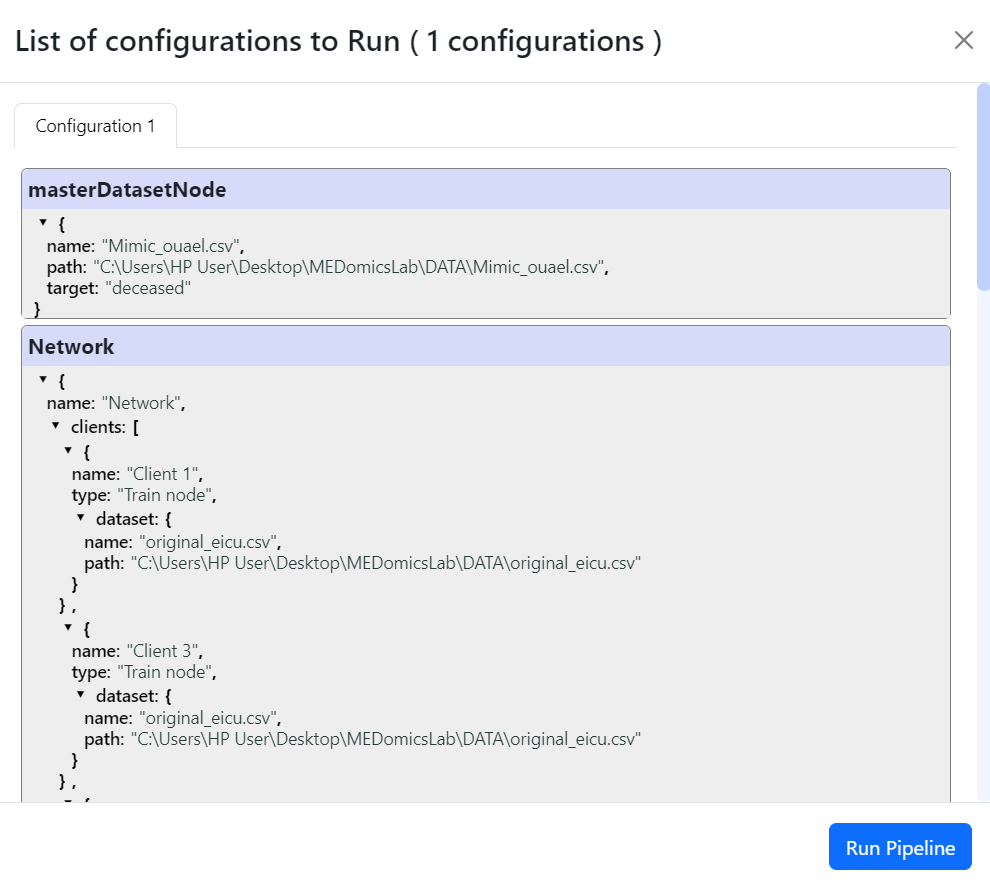 List of configurations to Run ( 1 configurations )
Configuration 1
masterDatasetNode
{
name: "Mimic_ouael.csv",
path: "C:\Users\HP User\Desktop\MEDomicsLab\DATA\Mimic_ouael.csv",
target: "deceased"
}
Network
{
name: "Network",
clients: [
{
name: "Client 1",
type: "Train node",
dataset: {
name: "original_eicu.csv",
path: "C:\Users\HP User\Desktop\MEDomicsLab\DATA\original_eicu.csv"
}
} ,
{
name: "Client 3",
type: "Train node",
dataset: {
name: "original_eicu.csv",
path: "C:\Users\HP User\Desktop\MEDomicsLab\DATA\original_eicu.csv"
}
} ,
Run Pipeline